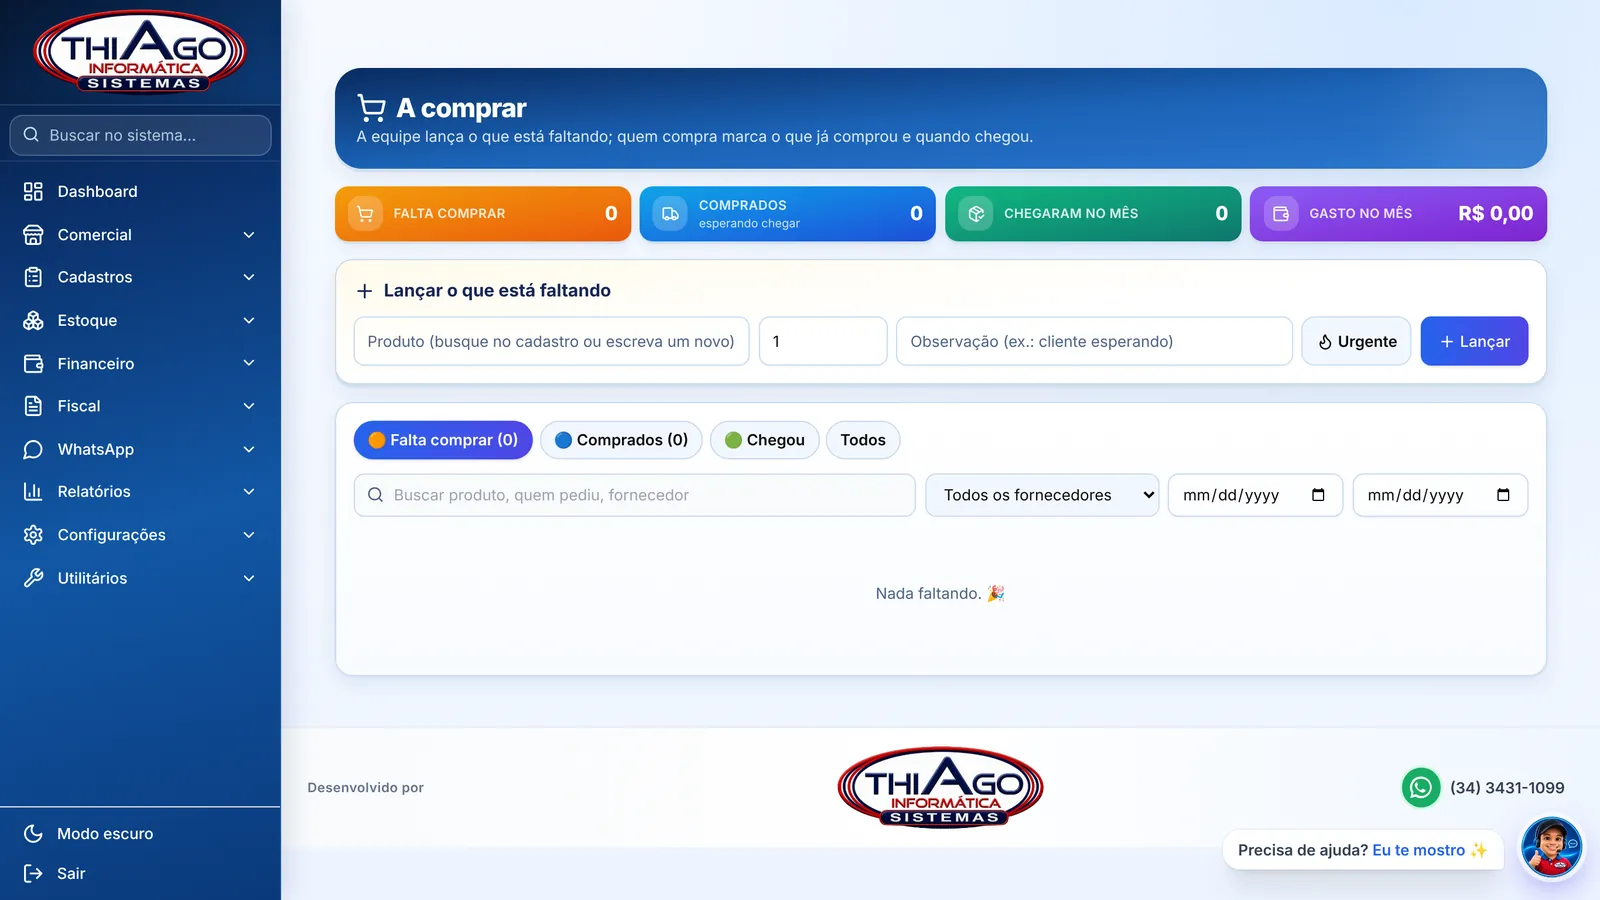 THIAGO
INFORMÁTICA
SISTEMAS
Buscar no sistema...
Dashboard
Comercial
Cadastros
Estoque
Financeiro
Fiscal
WhatsApp
Relatórios
Configurações
Utilitários
Modo escuro
Sair
A comprar
A equipe lança o que está faltando; quem compra marca o que já comprou e quando chegou.
FALTA COMPRAR 0
COMPRADOS
esperando chegar
0
CHEGARAM NO MÊS 0
GASTO NO MÊS R$ 0,00
+ Lançar o que está faltando
Produto (busque no cadastro ou escreva um novo) 1 Observação (ex.: cliente esperando) Urgente + Lançar
🟠 Falta comprar (0) 🔵 Comprados (0) 🟢 Chegou Todos
Buscar produto, quem pediu, fornecedor Todos os fornecedores mm/dd/yyyy mm/dd/yyyy
Nada faltando. 🎉
Desenvolvido por
THIAGO
INFORMÁTICA
SISTEMAS
(34) 3431-1099
Precisa de ajuda? Eu te mostro ✨